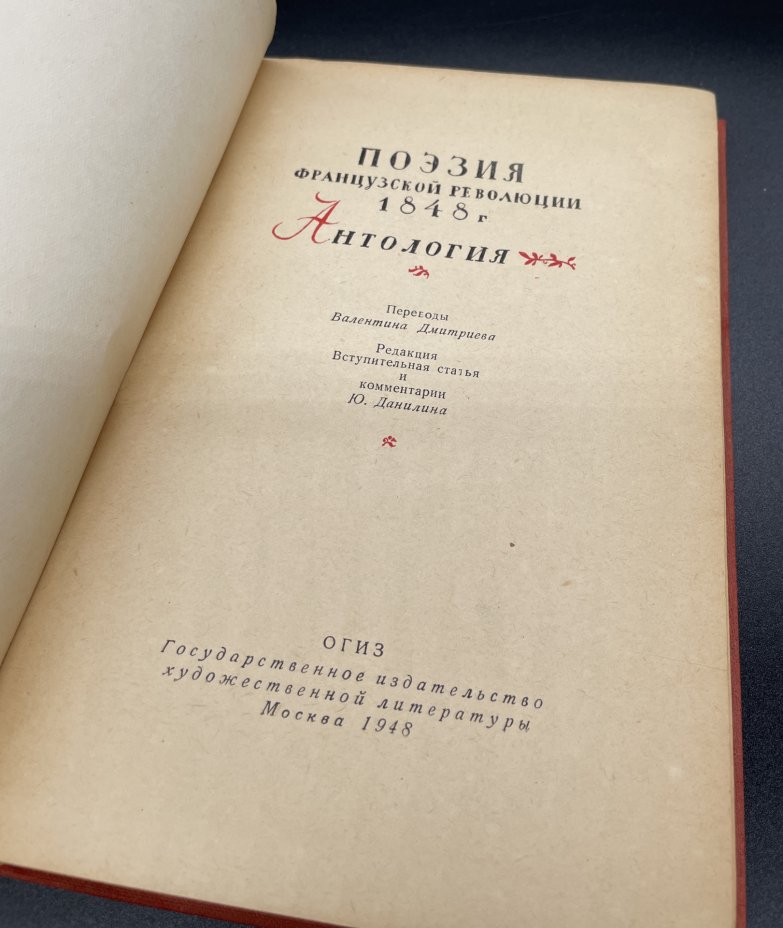 ПОЭЗИЯ
ФРАНЦУЗСКОЙ РЕВОЛЮЦИИ
1848 г
АНТОЛОГИЯ
Переводы
Валентина Дмитриева
Редакция
Вступительная статья
и
комментарии
Ю. Данилина
ОГИЗ
Государственное издательство
художественной литературы
Москва 1948